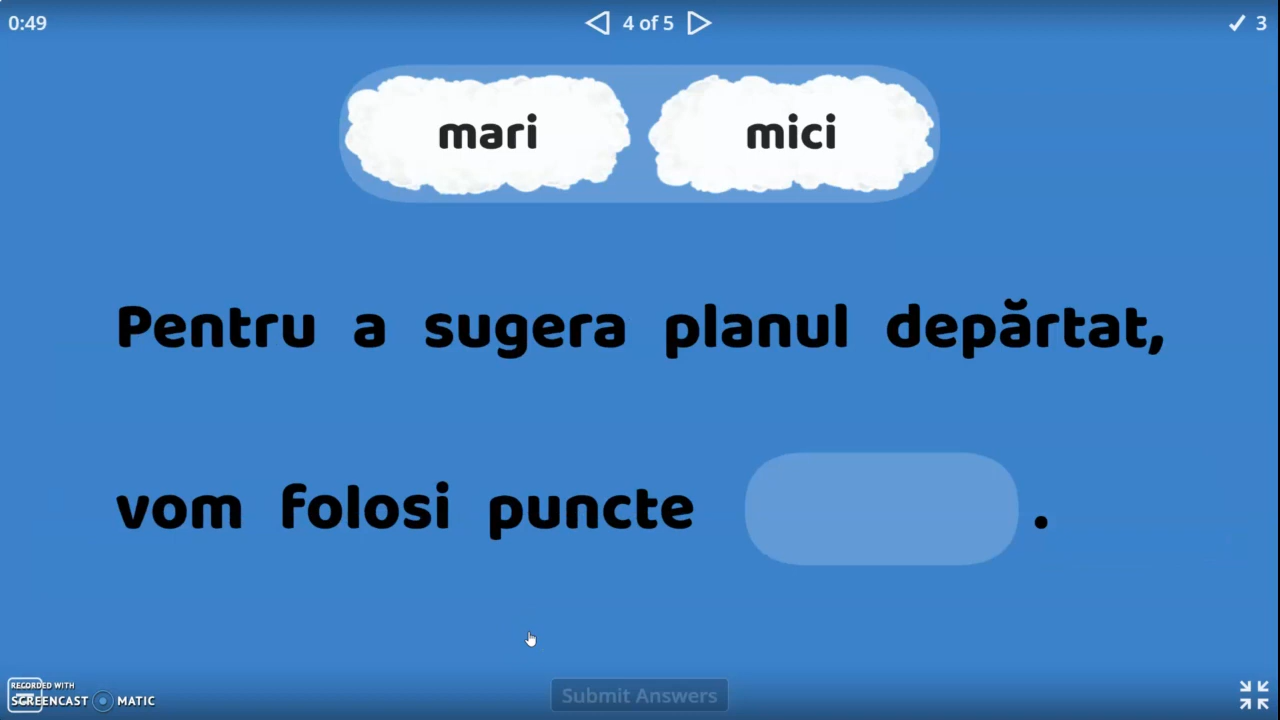 0:49
4 of 5
✓ 3
mari
mici
Pentru a sugera planul depărtat,
vom folosi puncte .
Submit Answers
RECORDED WITH
SCREENCAST MATIC